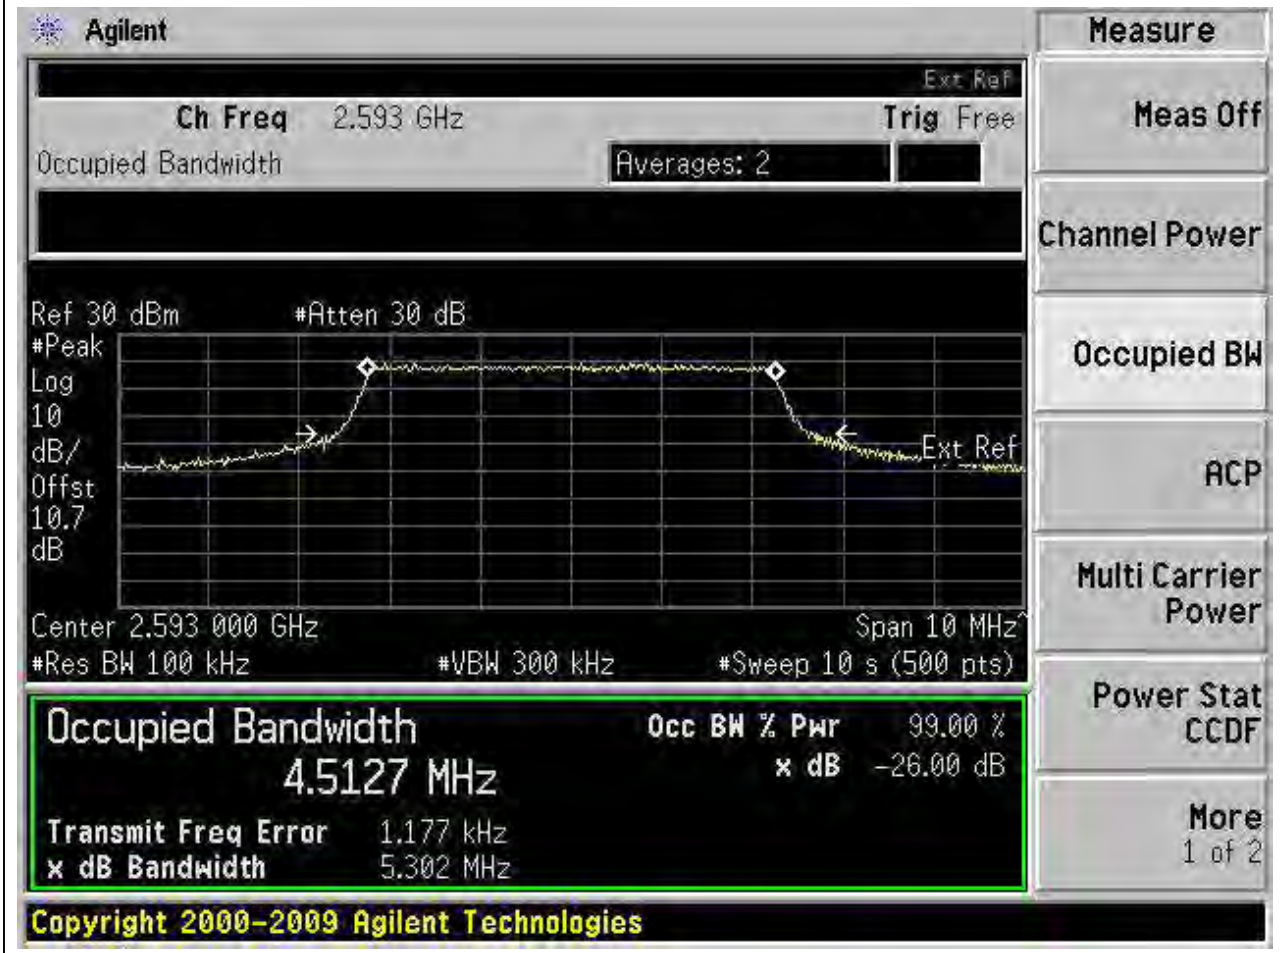 Agilent
Measure
Ext Ref
Ch Freq 2.593 GHz Trig Free
Meas Off
Occupied Bandwidth Averages: 2
Channel Power
Ref 30 dBm #Atten 30 dB
#Peak
Log
10
dB/
Offst
10.7
dB
Ext Ref
Occupied BW
ACP
Center 2.593 000 GHz Span 10 MHz^
#Res BW 100 kHz #VBW 300 kHz #Sweep 10 s (500 pts)
Multi Carrier
Power
Occupied Bandwidth Occ BW % Pwr 99.00 %
4.5127 MHz x dB -26.00 dB
Transmit Freq Error 1.177 kHz
x dB Bandwidth 5.302 MHz
Power Stat
CCDF
More
1 of 2
Copyright 2000-2009 Agilent Technologies